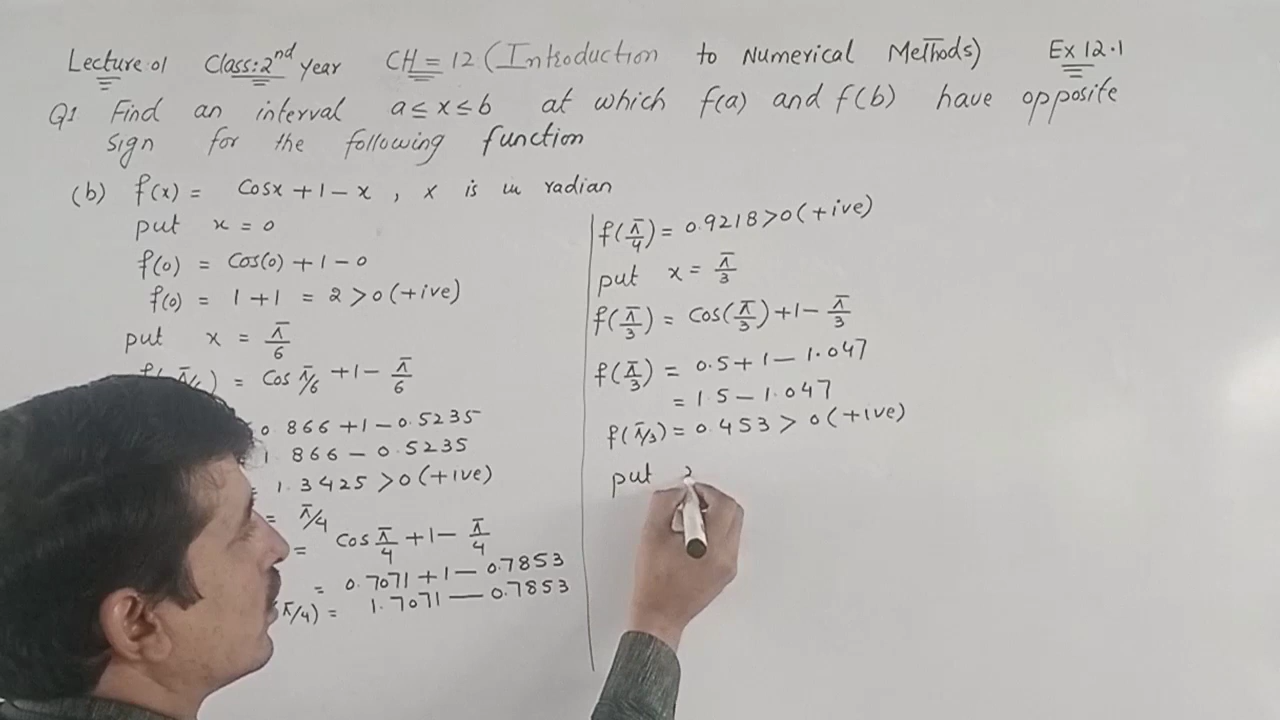 Lecture:01 Class:2nd year CH = 12 (Introduction to Numerical Methods) Ex 12.1
Q1 Find an interval a ≤ x ≤ b at which f(a) and f(b) have opposite
sign for the following function
(b) f(x) = Cosx + 1 - x , x is in radian
put x = 0
f(0) = Cos(0) + 1 - 0
f(0) = 1 + 1 = 2 > 0 (+ive)
put x = π/6
= Cos π/6 + 1 - π/6
0.866 + 1 - 0.5235
1.866 - 0.5235
= 1.3425 > 0 (+ive)
= π/4
= Cos π/4 + 1 - π/4
= 0.7071 + 1 - 0.7853
π/4) = 1.7071 - 0.7853
f(π/4) = 0.9218 > 0 (+ive)
put x = π/3
f(π/3) = Cos(π/3) + 1 - π/3
f(π/3) = 0.5 + 1 - 1.047
= 1.5 - 1.047
f(π/3) = 0.453 > 0 (+ive)
put